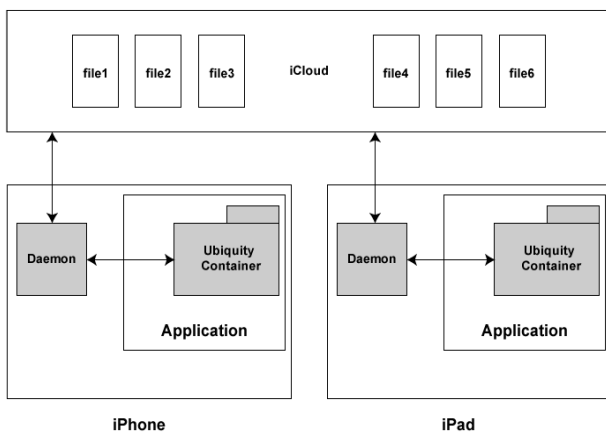 file1
file2
file3
iCloud
file4
file5
file6
Daemon
Ubiquity
Container
Application
Daemon
Ubiquity
Container
Application
iPhone
iPad